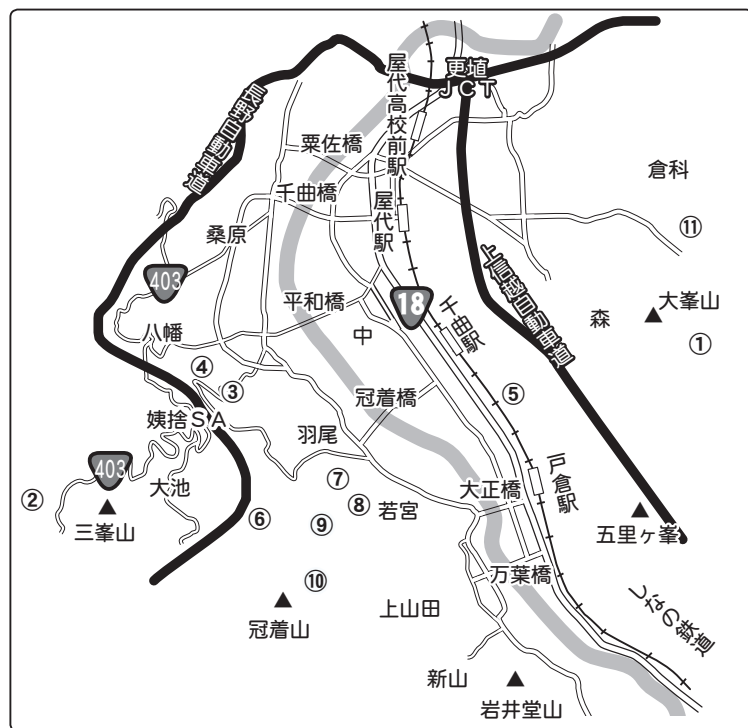 更埴
JCT
屋代高校前駅
長野自動車道
粟佐橋
倉科
千曲橋
屋代駅
⑪
桑原
403
上信越自動車道
大峯山
平和橋
18
千曲駅
森
①
八幡
中
④
③
冠着橋
⑤
姨捨SA
羽尾
戸倉駅
403
大池
⑦
大正橋
②
⑧
若宮
三峯山
⑥
⑨
五里ヶ峯
万葉橋
⑩
冠着山
上山田
しなの鉄道
新山
岩井堂山